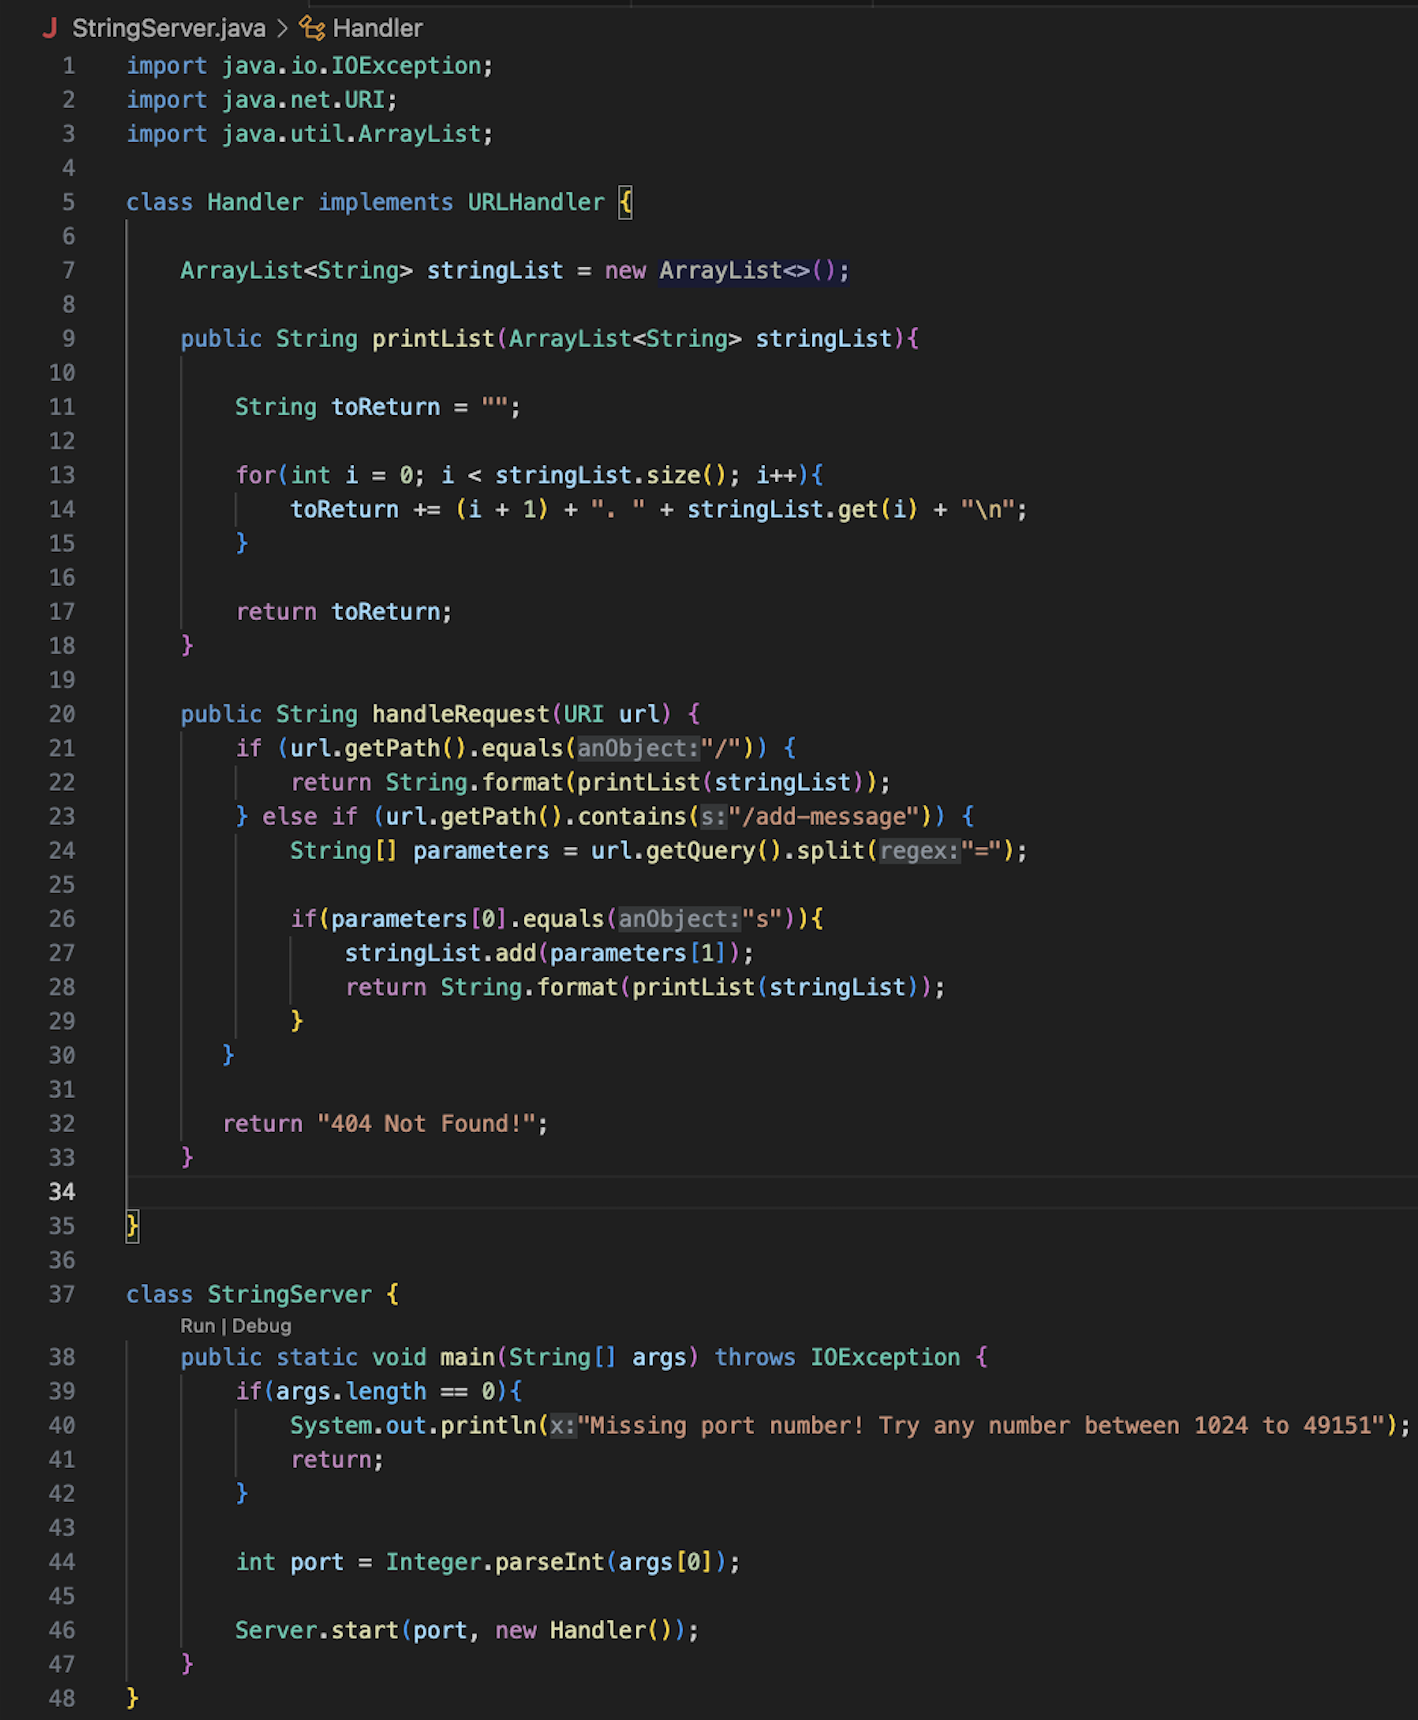 J StringServer.java > Handler
1 import java.io.IOException;
2 import java.net.URI;
3 import java.util.ArrayList;
4
5 class Handler implements URLHandler {
6
7     ArrayList<String> stringList = new ArrayList<>();
8
9     public String printList(ArrayList<String> stringList){
10
11         String toReturn = "";
12
13         for(int i = 0; i < stringList.size(); i++){
14             toReturn += (i + 1) + ". " + stringList.get(i) + "\n";
15         }
16
17         return toReturn;
18     }
19
20     public String handleRequest(URI url) {
21         if (url.getPath().equals(anObject:"/")) {
22             return String.format(printList(stringList));
23         } else if (url.getPath().contains(s:"/add-message")) {
24             String[] parameters = url.getQuery().split(regex:"=");
25
26             if(parameters[0].equals(anObject:"s")){
27                 stringList.add(parameters[1]);
28                 return String.format(printList(stringList));
29             }
30        }
31
32        return "404 Not Found!";
33     }
34
35 }
36
37 class StringServer {
Run | Debug
38     public static void main(String[] args) throws IOException {
39         if(args.length == 0){
40             System.out.println(x:"Missing port number! Try any number between 1024 to 49151");
41             return;
42         }
43
44         int port = Integer.parseInt(args[0]);
45
46         Server.start(port, new Handler());
47     }
48 }